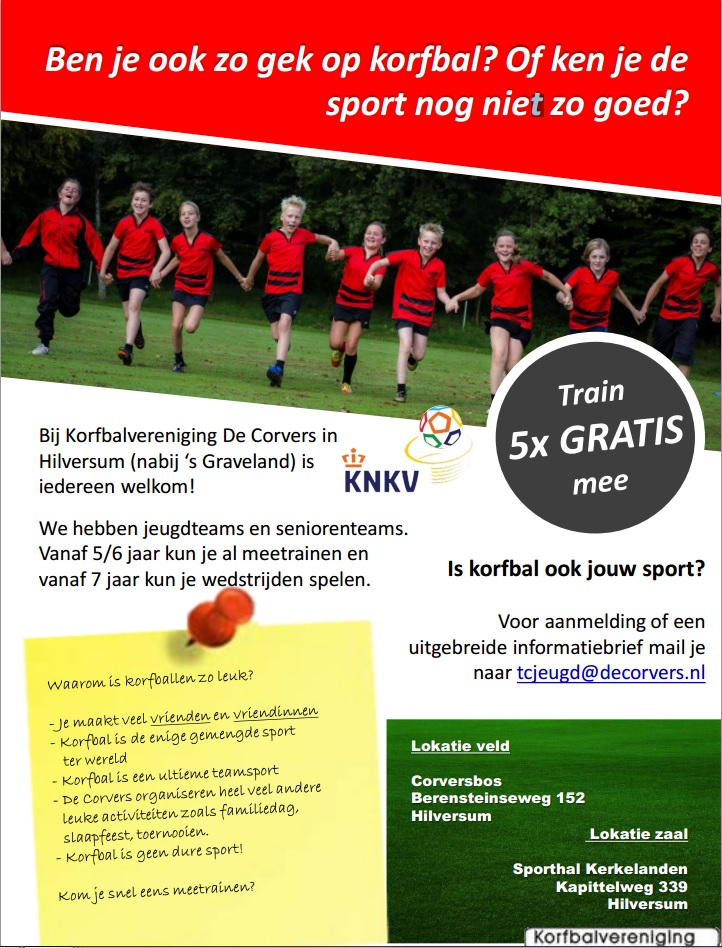 Ben je ook zo gek op korfbal? Of ken je de
sport nog niet zo goed?
Train
5x GRATIS
mee
Bij Korfbalvereniging De Corvers in
Hilversum (nabij ‘s Graveland) is
iedereen welkom!
KNKV
We hebben jeugdteams en seniorenteams.
Vanaf 5/6 jaar kun je al meetrainen en
vanaf 7 jaar kun je wedstrijden spelen.
Is korfbal ook jouw sport?
Voor aanmelding of een
uitgebreide informatiebrief mail je
naar tcjeugd@decorvers.nl
Waarom is korfballen zo leuk?
- Je maakt veel vrienden en vriendinnen
- Korfbal is de enige gemengde sport
ter wereld
- Korfbal is een ultieme teamsport
- De Corvers organiseren heel veel andere
leuke activiteiten zoals familiedag,
slaapfeest, toernooien.
- Korfbal is geen dure sport!
Kom je snel eens meetrainen?
Lokatie veld
Corversbos
Berensteinseweg 152
Hilversum
Lokatie zaal
Sporthal Kerkelanden
Kapittelweg 339
Hilversum
Korfbalvereniging